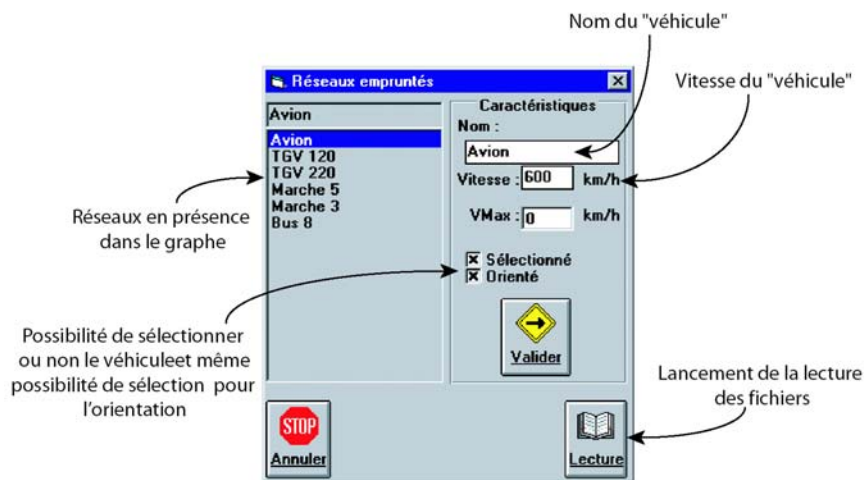 Nom du "véhicule"
Réseaux empruntés
Vitesse du "véhicule"
Avion
Avion
TGV 120
TGV 220
Marche 5
Marche 3
Bus 8
Caractéristiques
Nom :
Avion
Vitesse : 600 km/h
VMax : 0 km/h
Sélectionné
Orienté
Valider
Réseaux en présence
dans le graphe
Possibilité de sélectionner
ou non le véhiculeet même
possibilité de sélection pour
l'orientation
Lancement de la lecture
des fichiers
STOP
Annuler
Lecture